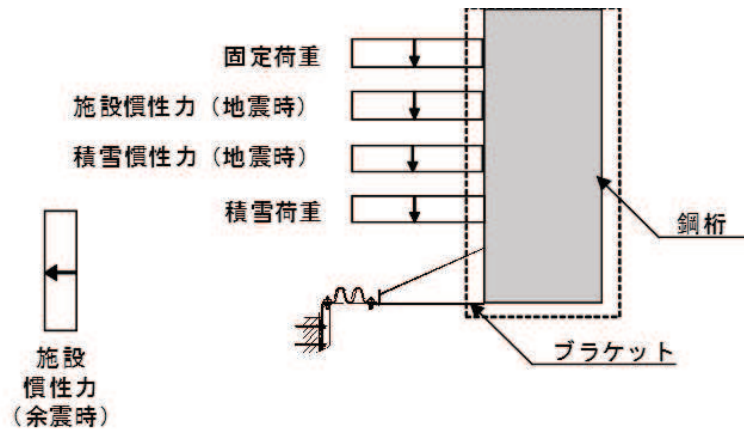 固定荷重
施設慣性力（地震時）
積雪慣性力（地震時）
積雪荷重
鋼桁
ブラケット
施設
慣性力
（余震時）